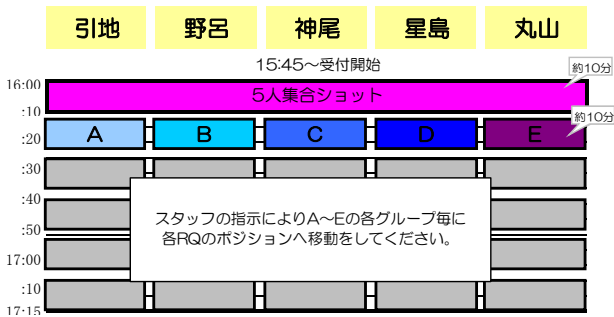 引地 野呂 神尾 星島 丸山
15:45～受付開始
約10分
16:00
5人集合ショット
:10
約10分
A B C D E
:20
:30
:40
スタッフの指示によりA～Eの各グループ毎に
各RQのポジションへ移動をしてください。
:50
17:00
:10
17:15